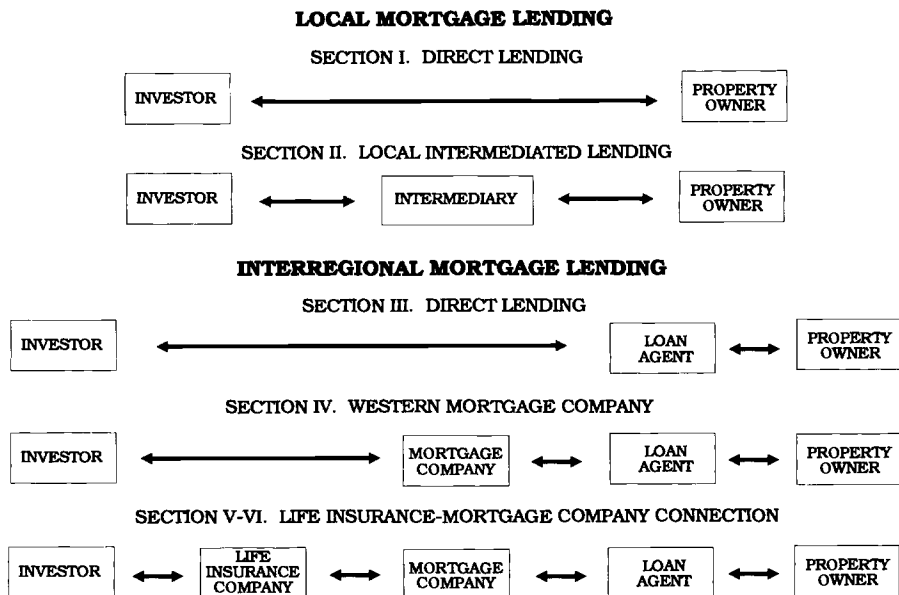 LOCAL MORTGAGE LENDING
SECTION I. DIRECT LENDING
INVESTOR
PROPERTY
OWNER
SECTION II. LOCAL INTERMEDIATED LENDING
INVESTOR
INTERMEDIARY
PROPERTY
OWNER
INTERREGIONAL MORTGAGE LENDING
SECTION III. DIRECT LENDING
INVESTOR
LOAN
AGENT
PROPERTY
OWNER
SECTION IV. WESTERN MORTGAGE COMPANY
INVESTOR
MORTGAGE
COMPANY
LOAN
AGENT
PROPERTY
OWNER
SECTION V-VI. LIFE INSURANCE-MORTGAGE COMPANY CONNECTION
INVESTOR
LIFE
INSURANCE
COMPANY
MORTGAGE
COMPANY
LOAN
AGENT
PROPERTY
OWNER